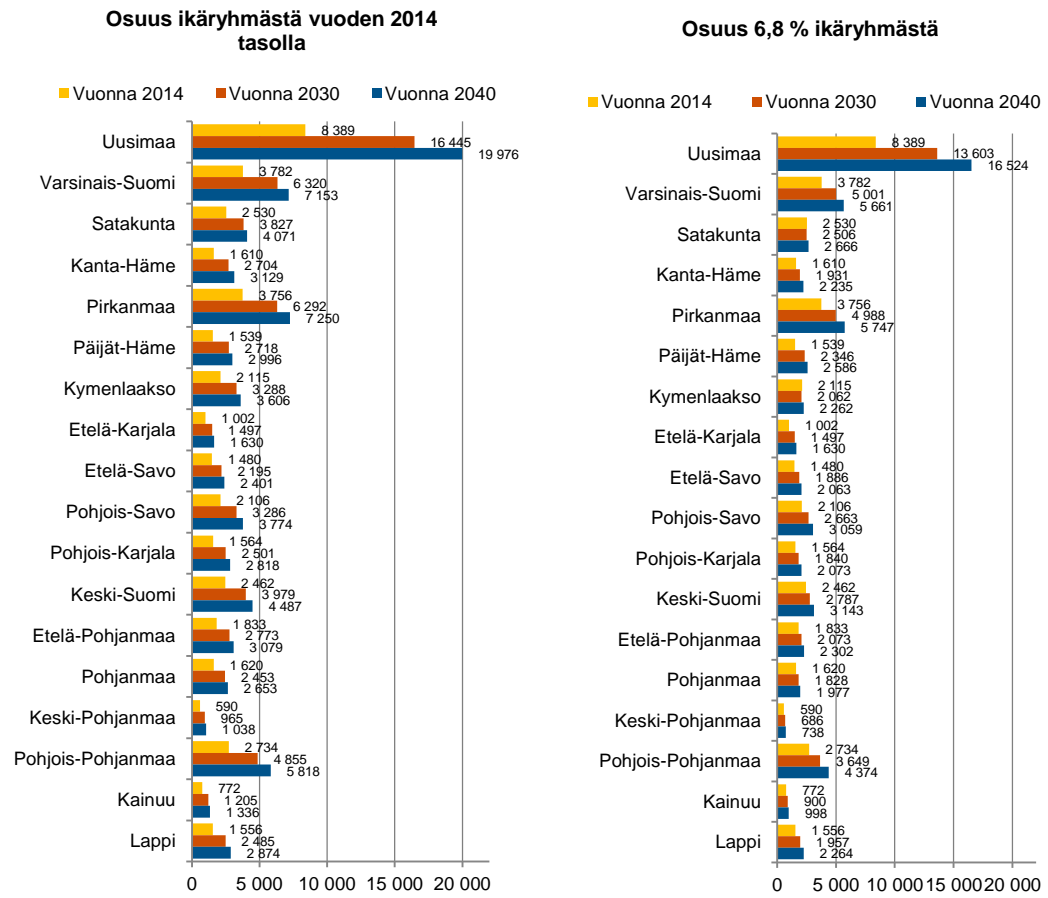 Osuus ikäryhmästä vuoden 2014
tasolla
Vuonna 2014 Vuonna 2030 Vuonna 2040
Uusimaa 8 389
16 445
19 976
Varsinais-Suomi 3 782
6 320
7 153
Satakunta 2 530
3 827
4 071
Kanta-Häme 1 610
2 704
3 129
Pirkanmaa 3 756
6 292
7 250
Päijät-Häme 1 539
2 718
2 996
Kymenlaakso 2 115
3 288
3 606
Etelä-Karjala 1 002
1 497
1 630
Etelä-Savo 1 480
2 195
2 401
Pohjois-Savo 2 106
3 286
3 774
Pohjois-Karjala 1 564
2 501
2 818
Keski-Suomi 2 462
3 979
4 487
Etelä-Pohjanmaa 1 833
2 773
3 079
Pohjanmaa 1 620
2 453
2 653
Keski-Pohjanmaa 590
965
1 038
Pohjois-Pohjanmaa 2 734
4 855
5 818
Kainuu 772
1 205
1 336
Lappi 1 556
2 485
2 874
0 5 000 10 000 15 000 20 000
Osuus 6,8 % ikäryhmästä
Vuonna 2014 Vuonna 2030 Vuonna 2040
Uusimaa 8 389
13 603
16 524
Varsinais-Suomi 3 782
5 001
5 661
Satakunta 2 530
2 506
2 666
Kanta-Häme 1 610
1 931
2 235
Pirkanmaa 3 756
4 988
5 747
Päijät-Häme 1 539
2 346
2 586
Kymenlaakso 2 115
2 062
2 262
Etelä-Karjala 1 002
1 497
1 630
Etelä-Savo 1 480
1 886
2 063
Pohjois-Savo 2 106
2 663
3 059
Pohjois-Karjala 1 564
1 840
2 073
Keski-Suomi 2 462
2 787
3 143
Etelä-Pohjanmaa 1 833
2 073
2 302
Pohjanmaa 1 620
1 828
1 977
Keski-Pohjanmaa 590
686
738
Pohjois-Pohjanmaa 2 734
3 649
4 374
Kainuu 772
900
998
Lappi 1 556
1 957
2 264
0 5 000 10 000 15 000 20 000